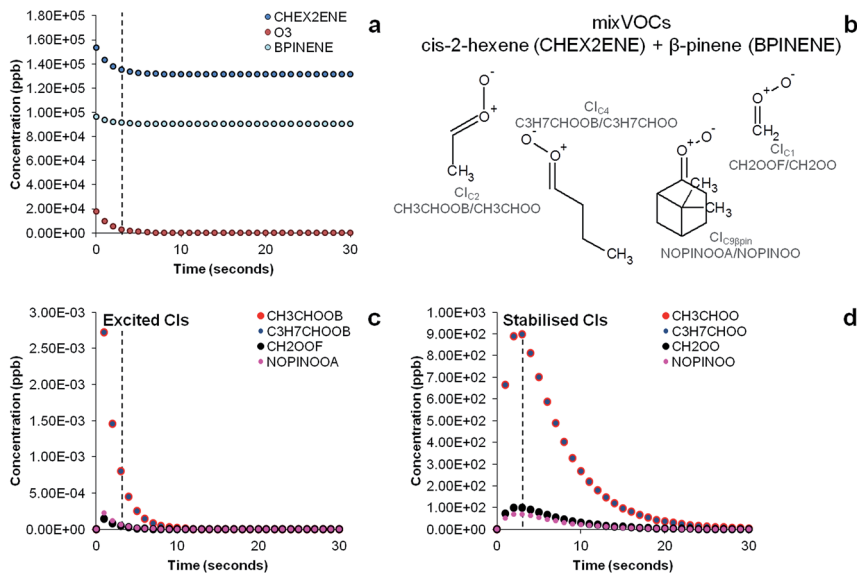 CHEX2ENE
O3
BPINENE
a
1.80E+05
1.60E+05
1.40E+05
1.20E+05
1.00E+05
8.00E+04
6.00E+04
4.00E+04
2.00E+04
0.00E+00
Concentration (ppb)
0 10 20 30
Time (seconds)
mixVOCs
b
cis-2-hexene (CHEX2ENE) + β-pinene (BPINENE)
O-
O+
CH3
CIC2
CH3CHOOB/CH3CHOO
CIC4
C3H7CHOOB/C3H7CHOO
O-
O+
CH3
O+ O-
CH3
CH3
CIC9βpin
NOPINOOA/NOPINOO
O+ O-
CH2
CIC1
CH2OOF/CH2OO
Excited CIs
c
CH3CHOOB
C3H7CHOOB
CH2OOF
NOPINOOA
3.00E-03
2.50E-03
2.00E-03
1.50E-03
1.00E-03
5.00E-04
0.00E+00
Concentration (ppb)
0 10 20 30
Time (seconds)
Stabilised CIs
d
CH3CHOO
C3H7CHOO
CH2OO
NOPINOO
1.00E+03
9.00E+02
8.00E+02
7.00E+02
6.00E+02
5.00E+02
4.00E+02
3.00E+02
2.00E+02
1.00E+02
0.00E+00
Concentration (ppb)
0 10 20 30
Time (seconds)